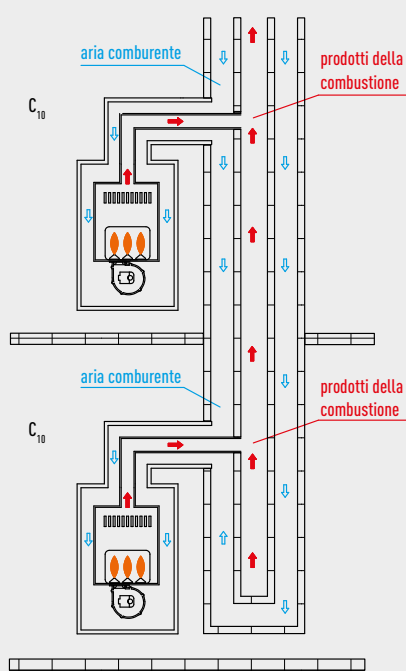 aria comburente
prodotti della
combustione
C₁₀
aria comburente
prodotti della
combustione
C₁₀